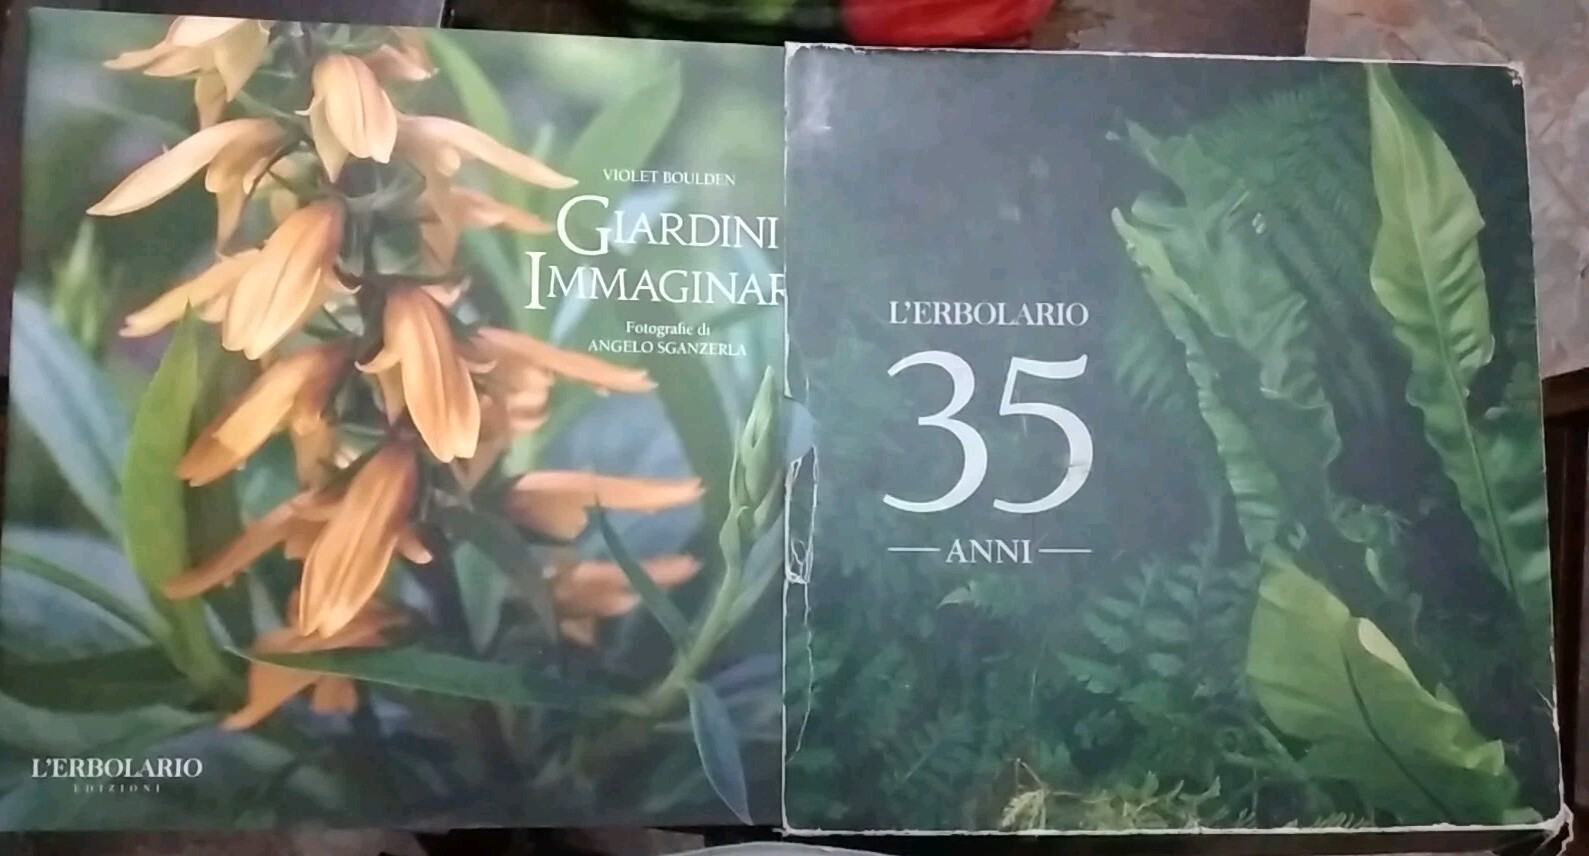 VIOLET BOULDEN
GIARDINI
IMMAGINAR
Fotografie di
ANGELO SGANZERLA
L'ERBOLARIO
EDIZIONI
L'ERBOLARIO
35
ANNI